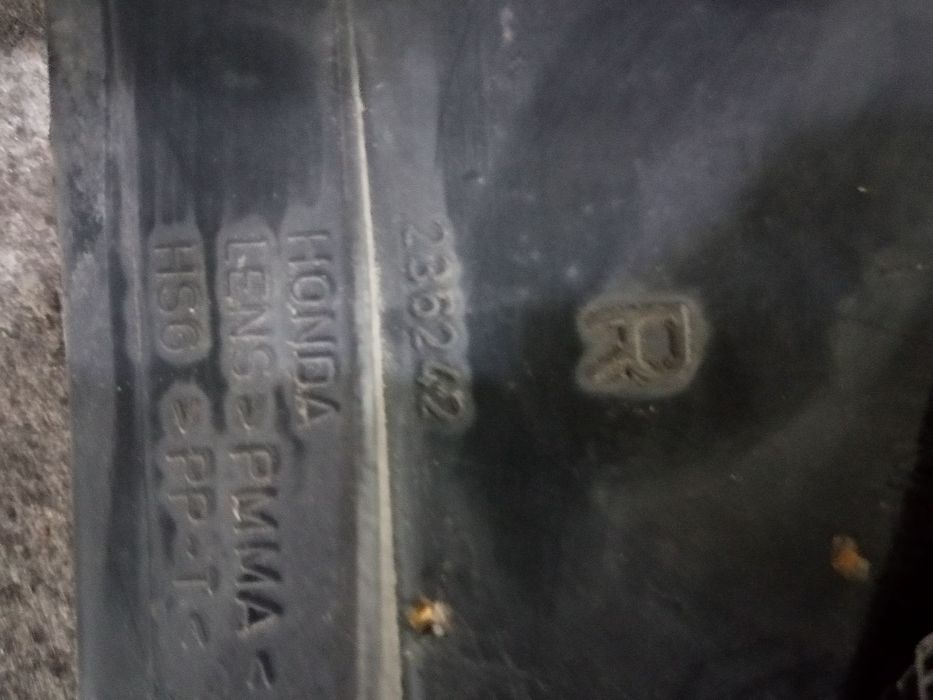 R
236242
HONDA
LENS>PMMA<
HSG >PP-T<